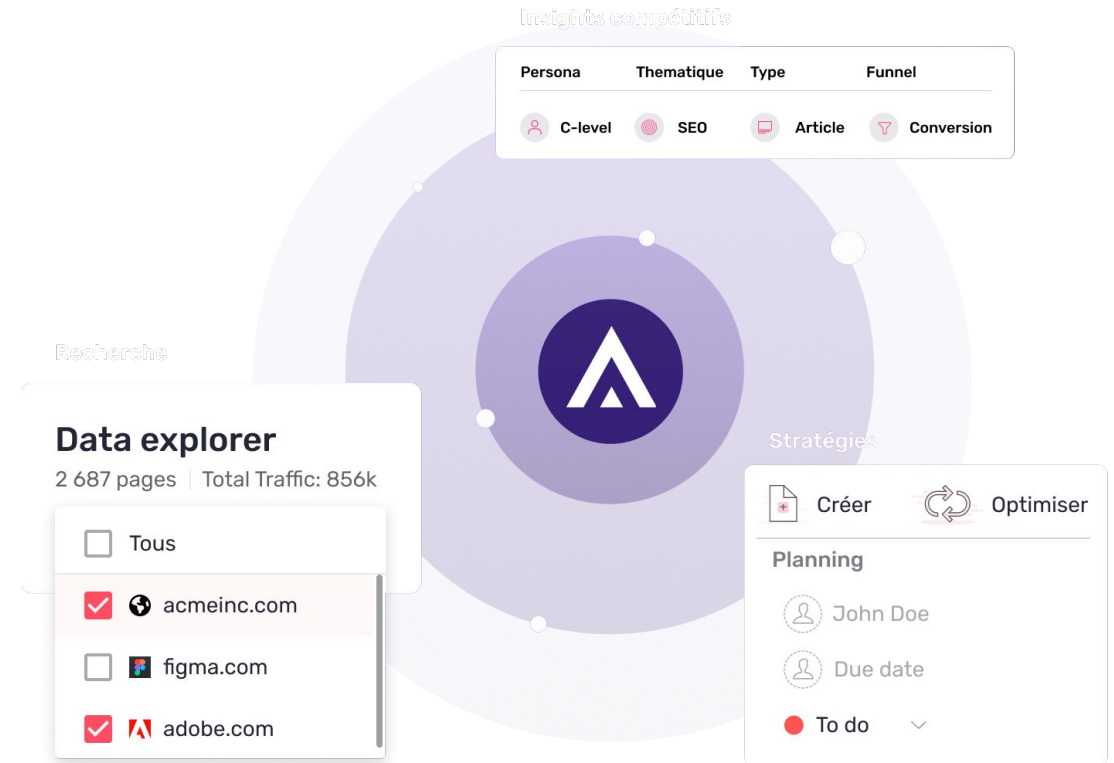 Insights compétitifs
Persona Thematique Type Funnel
C-level SEO Article Conversion
Recherche
Data explorer
2 687 pages Total Traffic: 856k
Tous
acmeinc.com
figma.com
adobe.com
Stratégies
Créer Optimiser
Planning
John Doe
Due date
To do